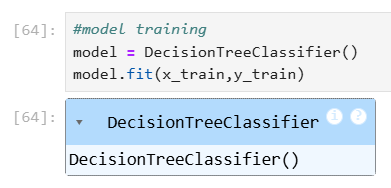 [64]: #model training
model = DecisionTreeClassifier()
model.fit(x_train,y_train)
[64]: ▾ DecisionTreeClassifier i ?
DecisionTreeClassifier()